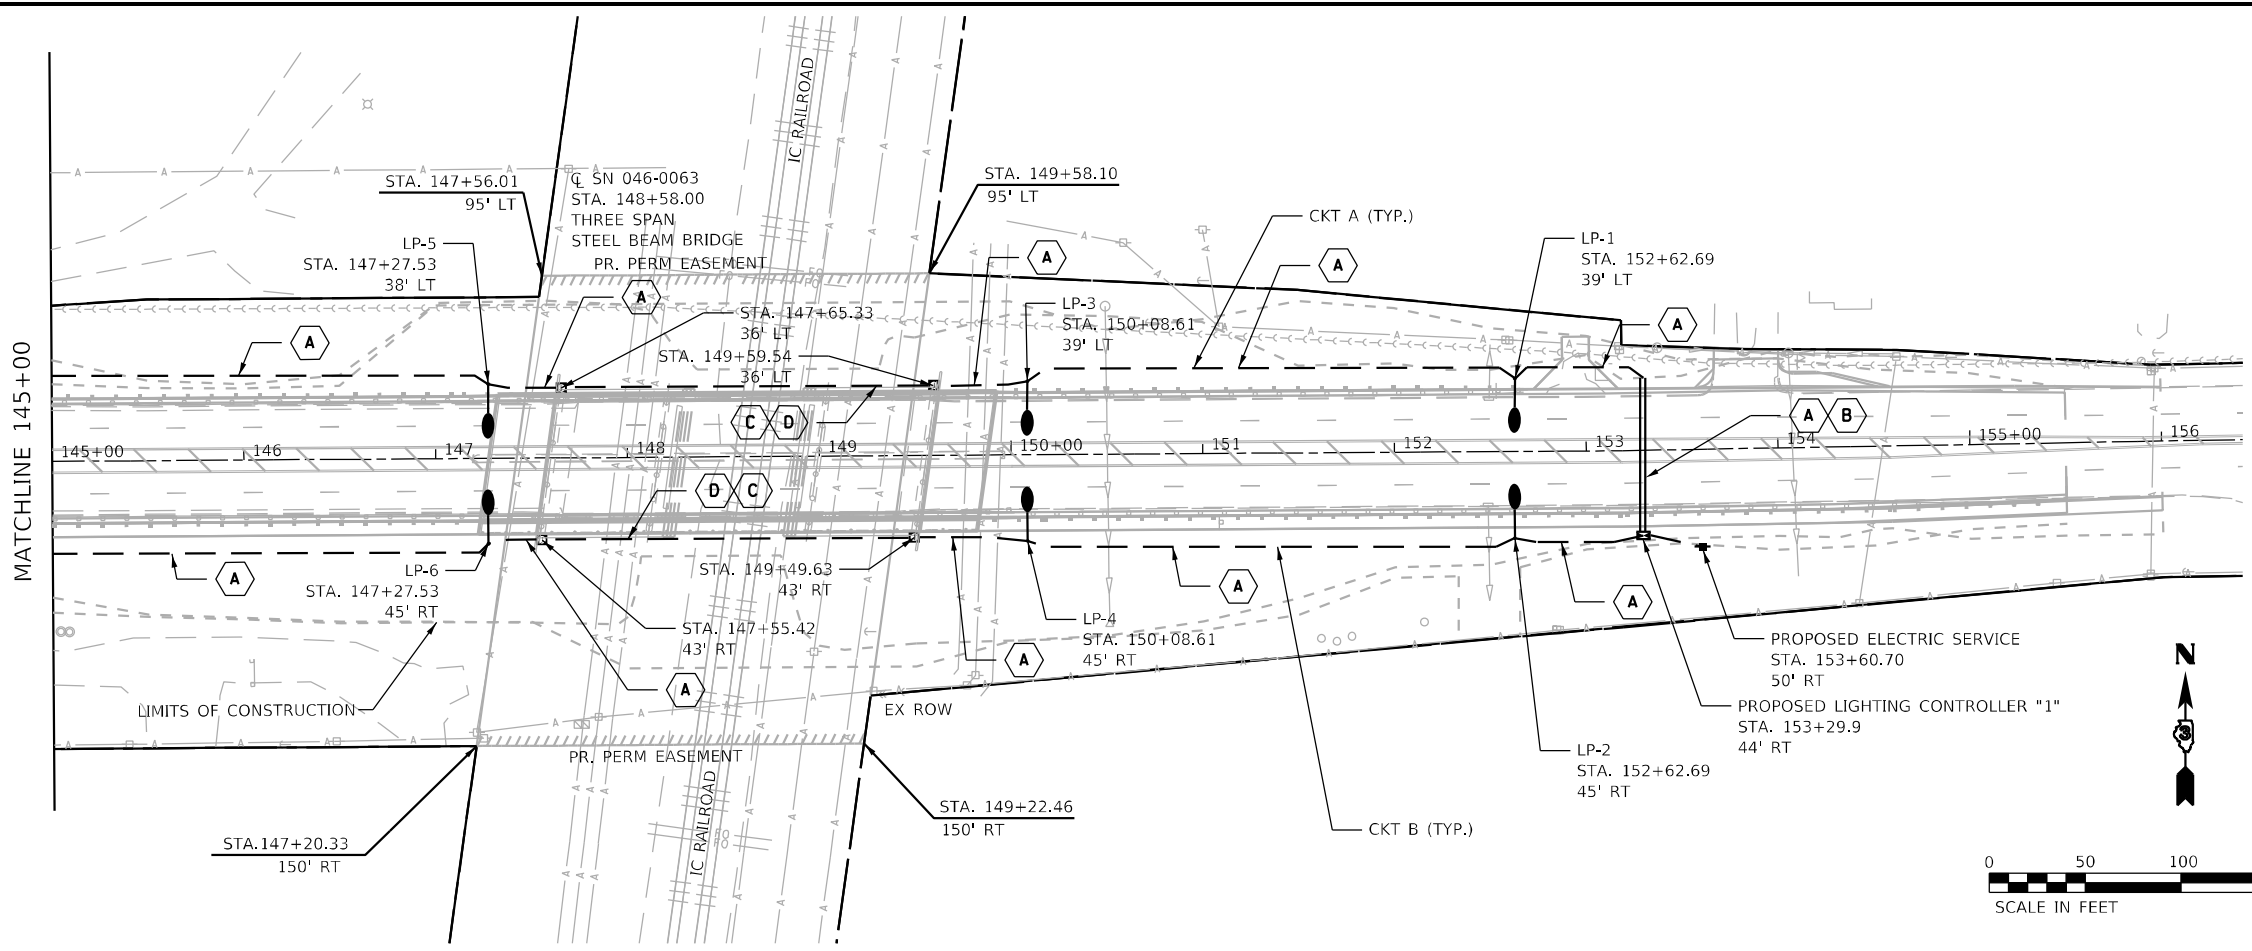 MATCHLINE 145+00
STA. 147+56.01
95' LT
℄ SN 046-0063
STA. 148+58.00
THREE SPAN
STEEL BEAM BRIDGE
PR. PERM EASEMENT
IC RAILROAD
STA. 149+58.10
95' LT
LP-5
STA. 147+27.53
38' LT
STA. 147+65.33
36' LT
STA. 149+59.54
36' LT
LP-3
STA. 150+08.61
39' LT
CKT A (TYP.)
LP-1
STA. 152+62.69
39' LT
A
A
A
A
A
C D
A B
D C
145+00
146
147
148
149
150+00
151
152
153
154
155+00
156
A
A
A
A
A
A
LP-6
STA. 147+27.53
45' RT
STA. 149+49.63
43' RT
STA. 147+55.42
43' RT
LP-4
STA. 150+08.61
45' RT
LIMITS OF CONSTRUCTION
EX ROW
PR. PERM EASEMENT
IC RAILROAD
PROPOSED ELECTRIC SERVICE
STA. 153+60.70
50' RT
PROPOSED LIGHTING CONTROLLER "1"
STA. 153+29.9
44' RT
LP-2
STA. 152+62.69
45' RT
STA. 149+22.46
150' RT
STA.147+20.33
150' RT
CKT B (TYP.)
N
3
0 50 100
SCALE IN FEET